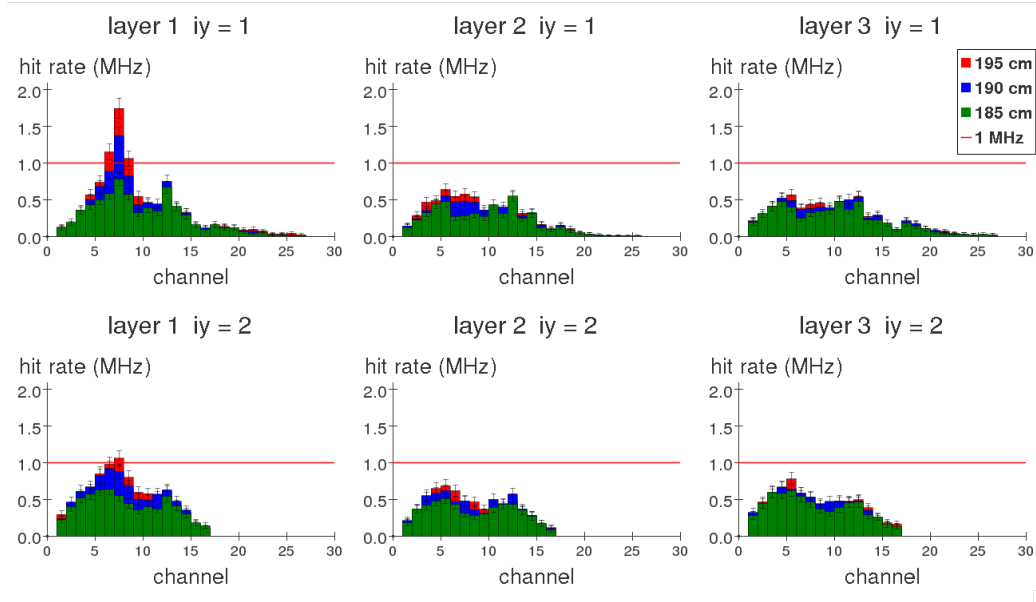 layer 1 iy = 1
layer 2 iy = 1
layer 3 iy = 1
hit rate (MHz)
hit rate (MHz)
hit rate (MHz)
195 cm
190 cm
185 cm
1 MHz
2.0
1.5
1.0
0.5
0.0
0 5 10 15 20 25 30
channel
2.0
1.5
1.0
0.5
0.0
0 5 10 15 20 25 30
channel
2.0
1.5
1.0
0.5
0.0
0 5 10 15 20 25 30
channel
layer 1 iy = 2
layer 2 iy = 2
layer 3 iy = 2
hit rate (MHz)
hit rate (MHz)
hit rate (MHz)
2.0
1.5
1.0
0.5
0.0
0 5 10 15 20 25 30
channel
2.0
1.5
1.0
0.5
0.0
0 5 10 15 20 25 30
channel
2.0
1.5
1.0
0.5
0.0
0 5 10 15 20 25 30
channel